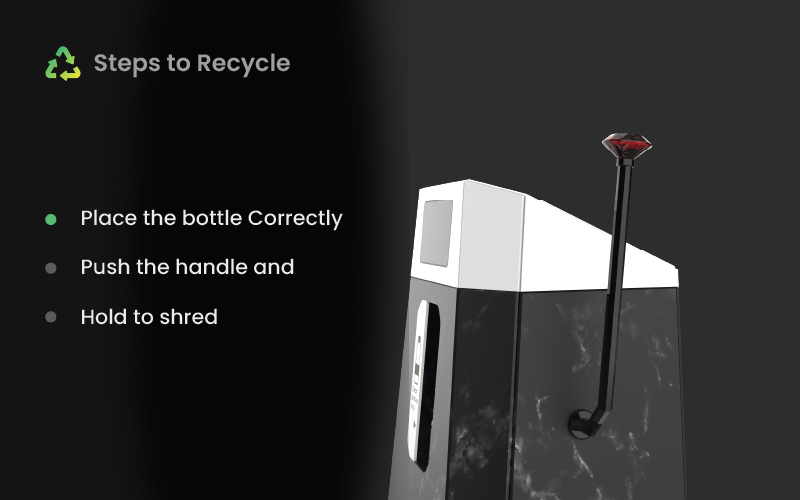 Steps to Recycle
Place the bottle Correctly
Push the handle and
Hold to shred